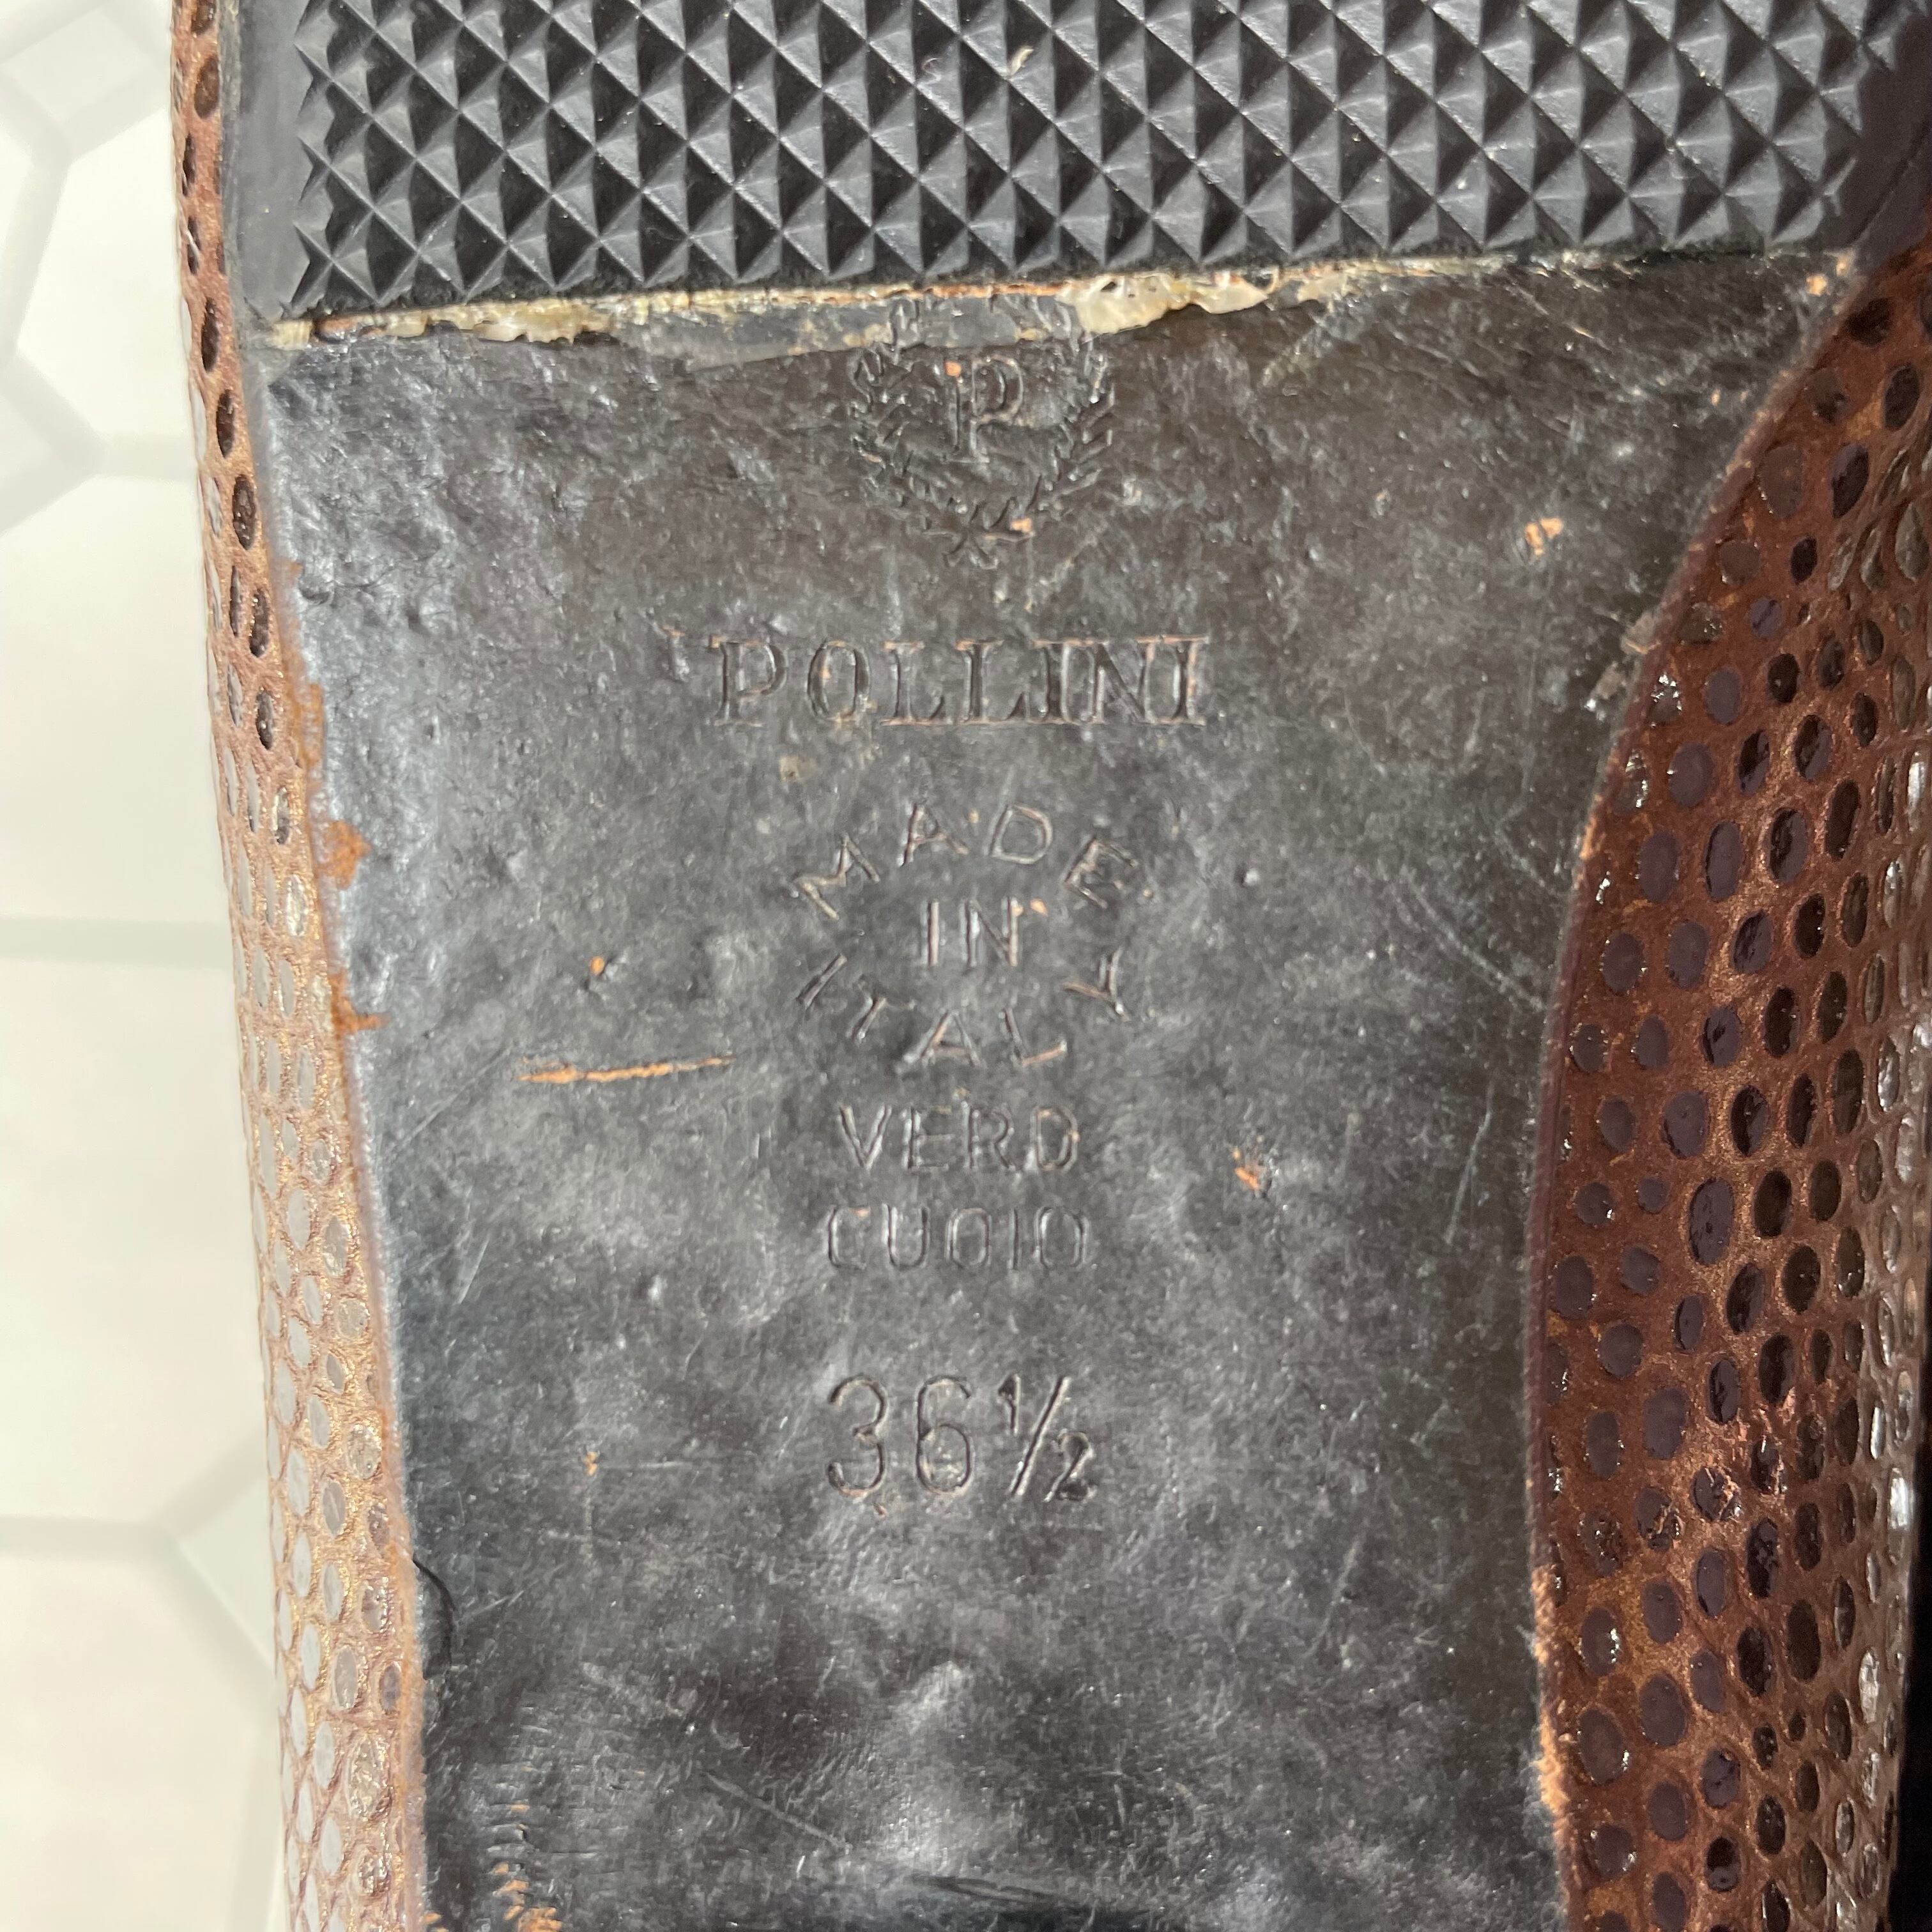 P
POLLINI
MADE
IN
ITALY
VERO
CUOIO
36½